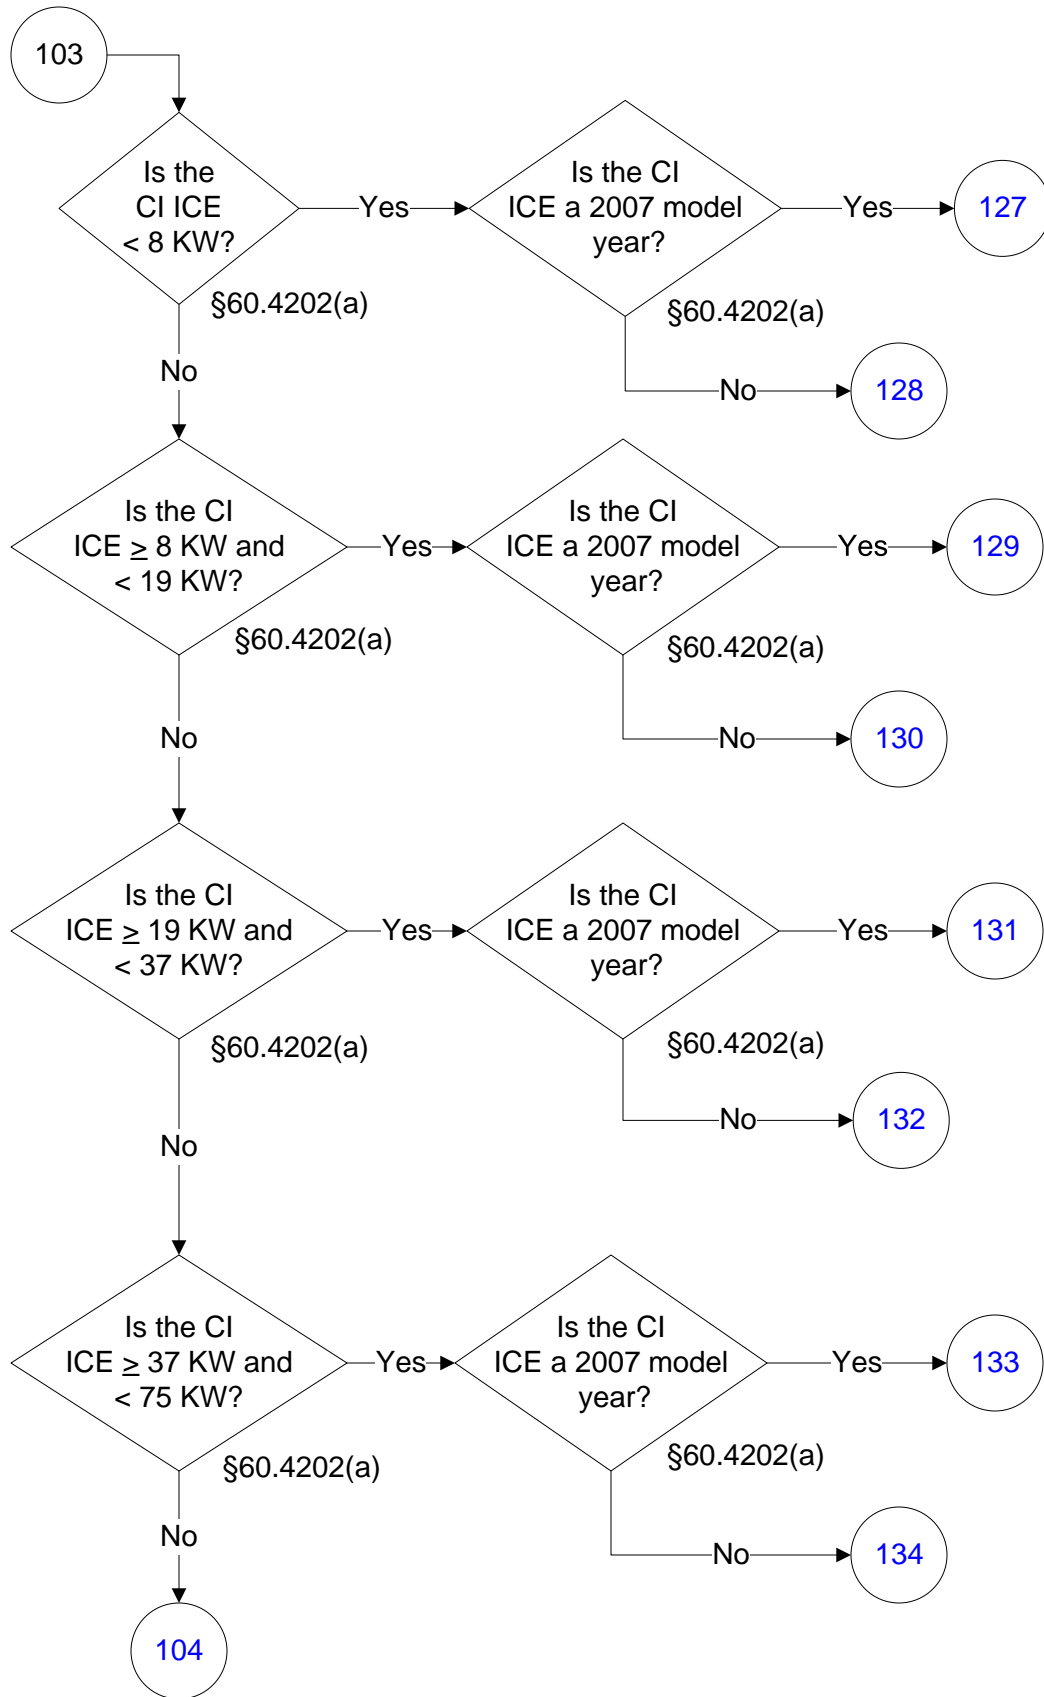 103
Is the
CI ICE
< 8 KW?
Yes
Is the CI
ICE a 2007 model
year?
Yes
127
§60.4202(a)
§60.4202(a)
No
No
128
Is the CI
ICE ≥ 8 KW and
< 19 KW?
Yes
Is the CI
ICE a 2007 model
year?
Yes
129
§60.4202(a)
§60.4202(a)
No
No
130
Is the CI
ICE ≥ 19 KW and
< 37 KW?
Yes
Is the CI
ICE a 2007 model
year?
Yes
131
§60.4202(a)
§60.4202(a)
No
No
132
Is the CI
ICE ≥ 37 KW and
< 75 KW?
Yes
Is the CI
ICE a 2007 model
year?
Yes
133
§60.4202(a)
§60.4202(a)
No
No
134
104